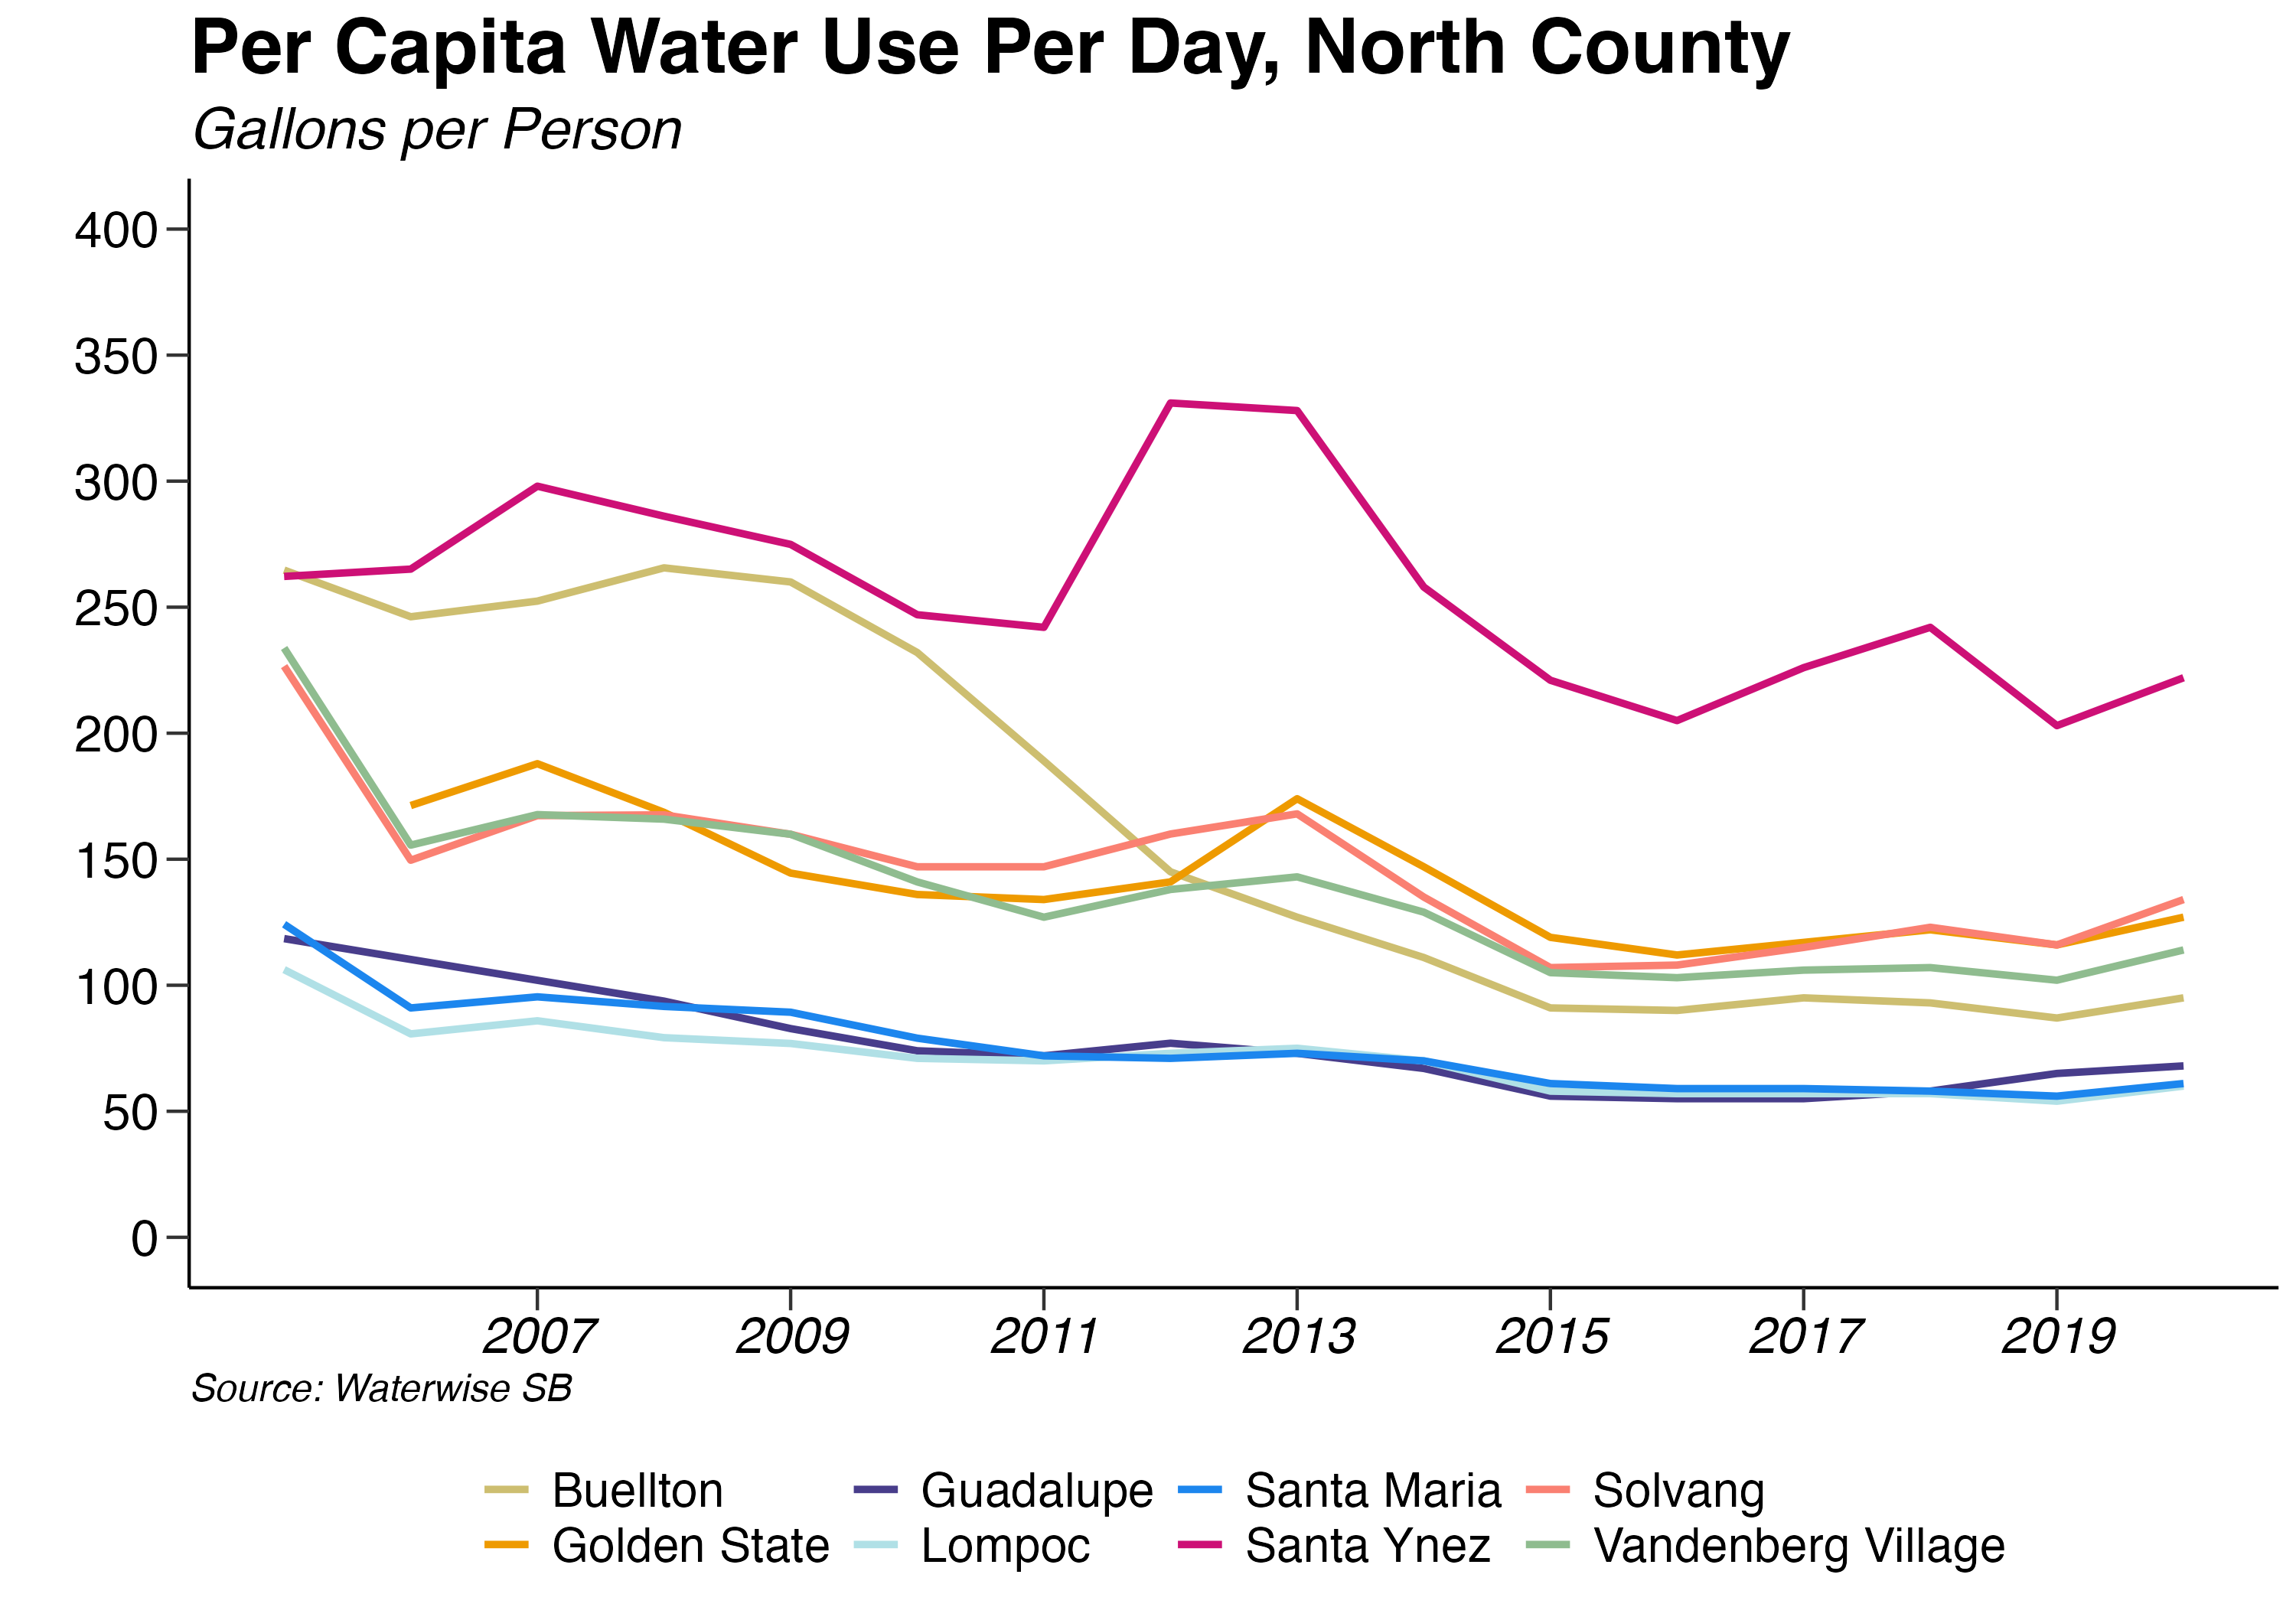 Per Capita Water Use Per Day, North County
Gallons per Person
400
350
300
250
200
150
100
50
0
2007 2009 2011 2013 2015 2017 2019
Source: Waterwise SB
Buellton Guadalupe Santa Maria Solvang
Golden State Lompoc Santa Ynez Vandenberg Village